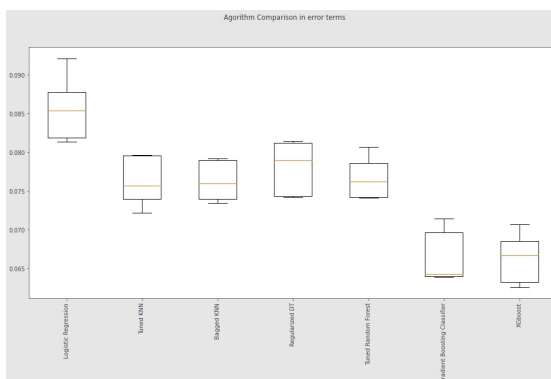 Agorithm Comparison in error terms
0.090
0.085
0.080
0.075
0.070
0.065
Logistic Regression
Tuned KNN
Bagged KNN
Regularized DT
Tuned Random Forest
radient Boosting Classifier
XGboost